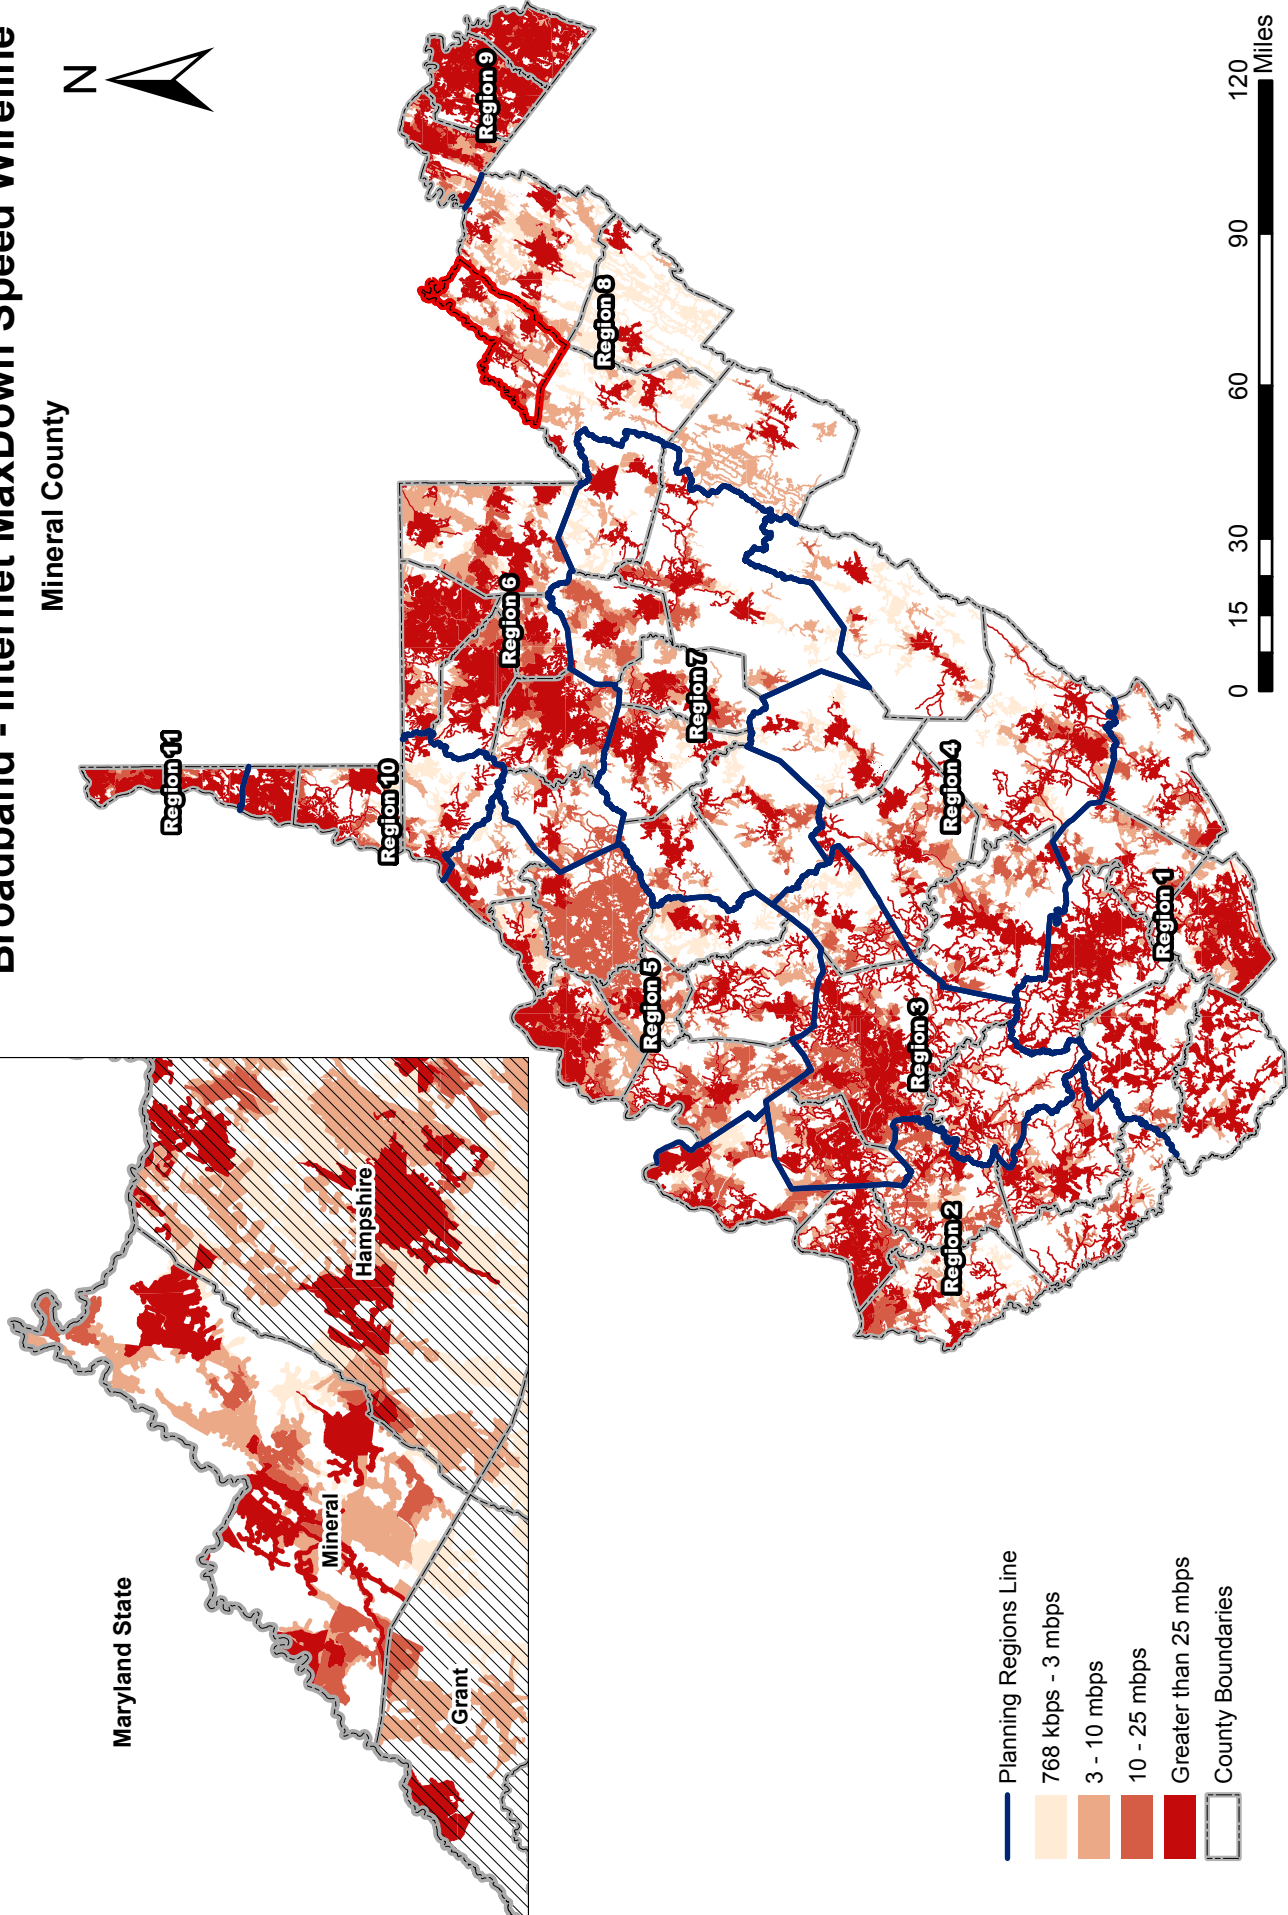 Broadband - Internet MaxDown Speed Wireline
Mineral County
N
Maryland State
Mineral
Hampshire
Grant
Region 11
Region 10
Region 9
Region 6
Region 8
Region 7
Region 5
Region 4
Region 3
Region 2
Region 1
Planning Regions Line
768 kbps - 3 mbps
3 - 10 mbps
10 - 25 mbps
Greater than 25 mbps
County Boundaries
0 15 30 60 90 120
Miles